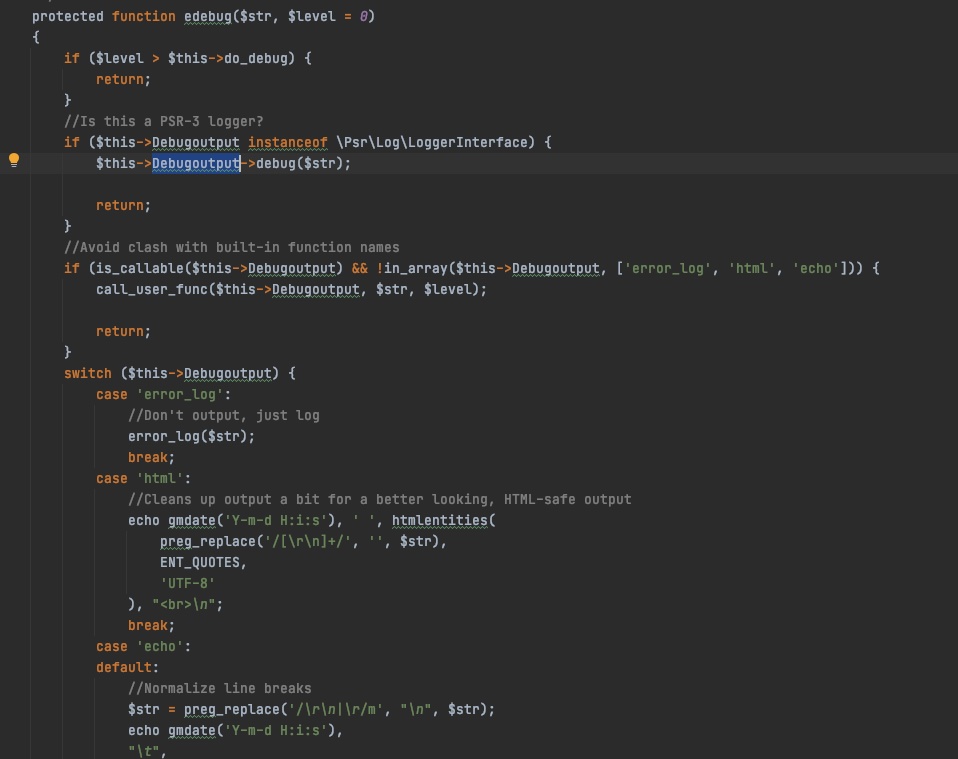 protected function edebug($str, $level = 0)
{
    if ($level > $this->do_debug) {
        return;
    }
    //Is this a PSR-3 logger?
    if ($this->Debugoutput instanceof \Psr\Log\LoggerInterface) {
        $this->Debugoutput->debug($str);

        return;
    }
    //Avoid clash with built-in function names
    if (is_callable($this->Debugoutput) && !in_array($this->Debugoutput, ['error_log', 'html', 'echo'])) {
        call_user_func($this->Debugoutput, $str, $level);

        return;
    }
    switch ($this->Debugoutput) {
        case 'error_log':
            //Don't output, just log
            error_log($str);
            break;
        case 'html':
            //Cleans up output a bit for a better looking, HTML-safe output
            echo gmdate('Y-m-d H:i:s'), ' ', htmlentities(
                preg_replace('/[\r\n]+/', '', $str),
                ENT_QUOTES,
                'UTF-8'
            ), "<br>\n";
            break;
        case 'echo':
        default:
            //Normalize line breaks
            $str = preg_replace('/\r\n|\r/m', "\n", $str);
            echo gmdate('Y-m-d H:i:s'),
            "\t",